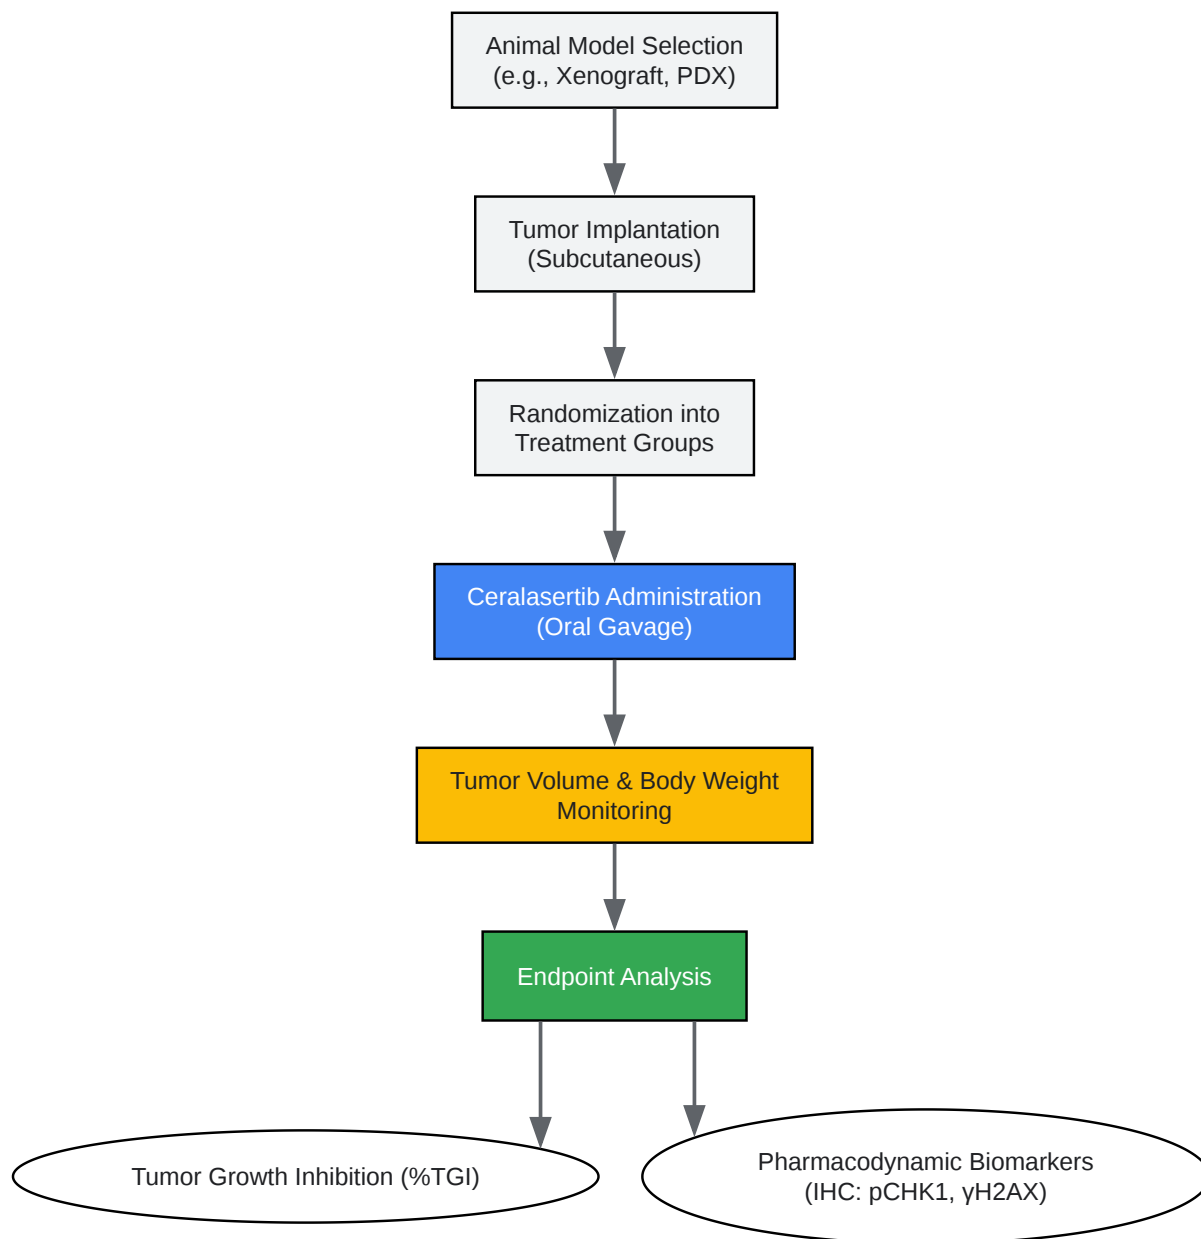 Animal Model Selection
(e.g., Xenograft, PDX)
Tumor Implantation
(Subcutaneous)
Randomization into
Treatment Groups
Ceralasertib Administration
(Oral Gavage)
Tumor Volume & Body Weight
Monitoring
Endpoint Analysis
Tumor Growth Inhibition (%TGI)
Pharmacodynamic Biomarkers
(IHC: pCHK1, γH2AX)